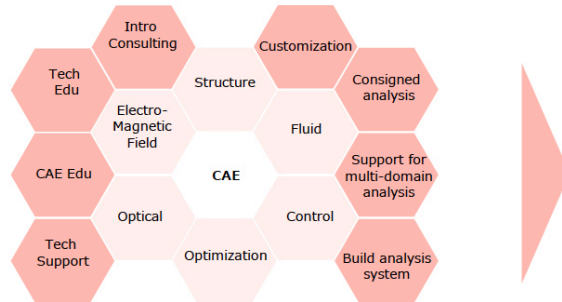 Intro
Consulting
Customization
Tech
Edu
Structure
Consigned
analysis
Electro-
Magnetic
Field
Fluid
CAE Edu
CAE
Support for
multi-domain
analysis
Optical
Control
Tech
Support
Optimization
Build analysis
system